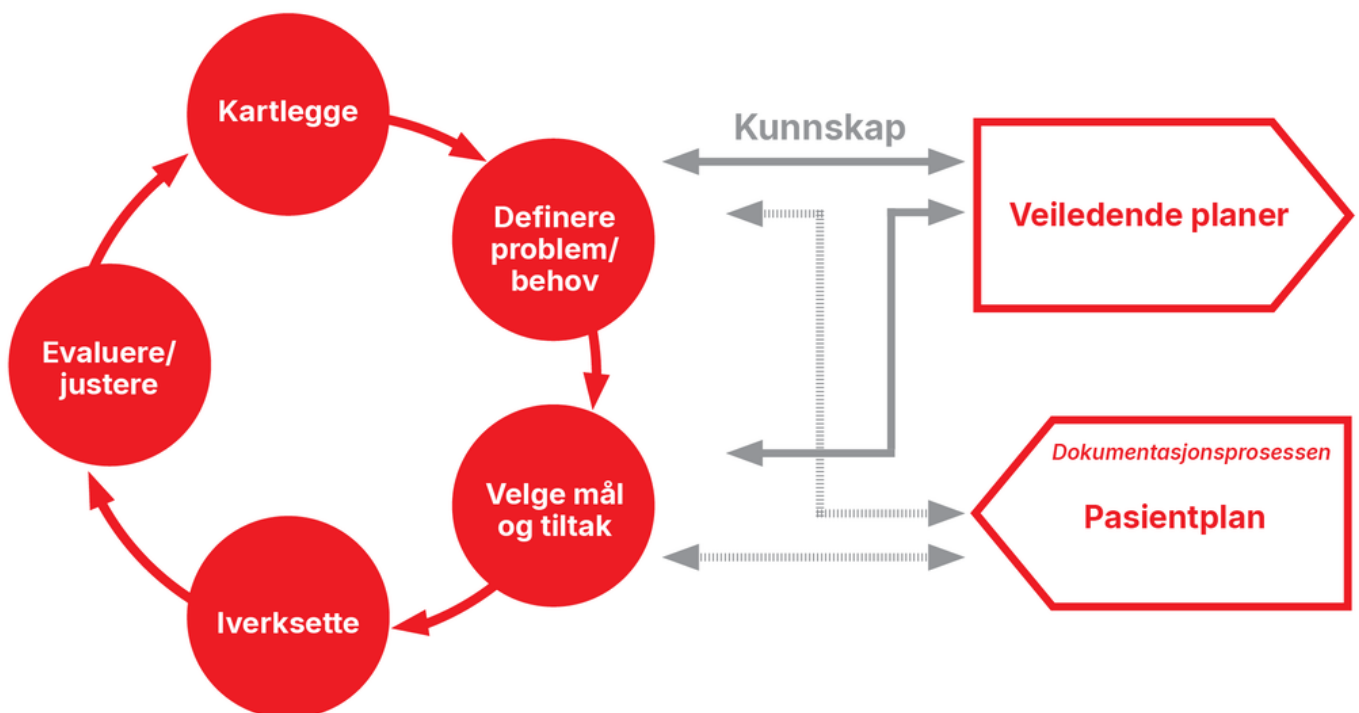 Kartlegge
Definere
problem/
behov
Velge mål
og tiltak
Iverksette
Evaluere/
justere
Kunnskap
Veiledende planer
Dokumentasjonsprosessen
Pasientplan